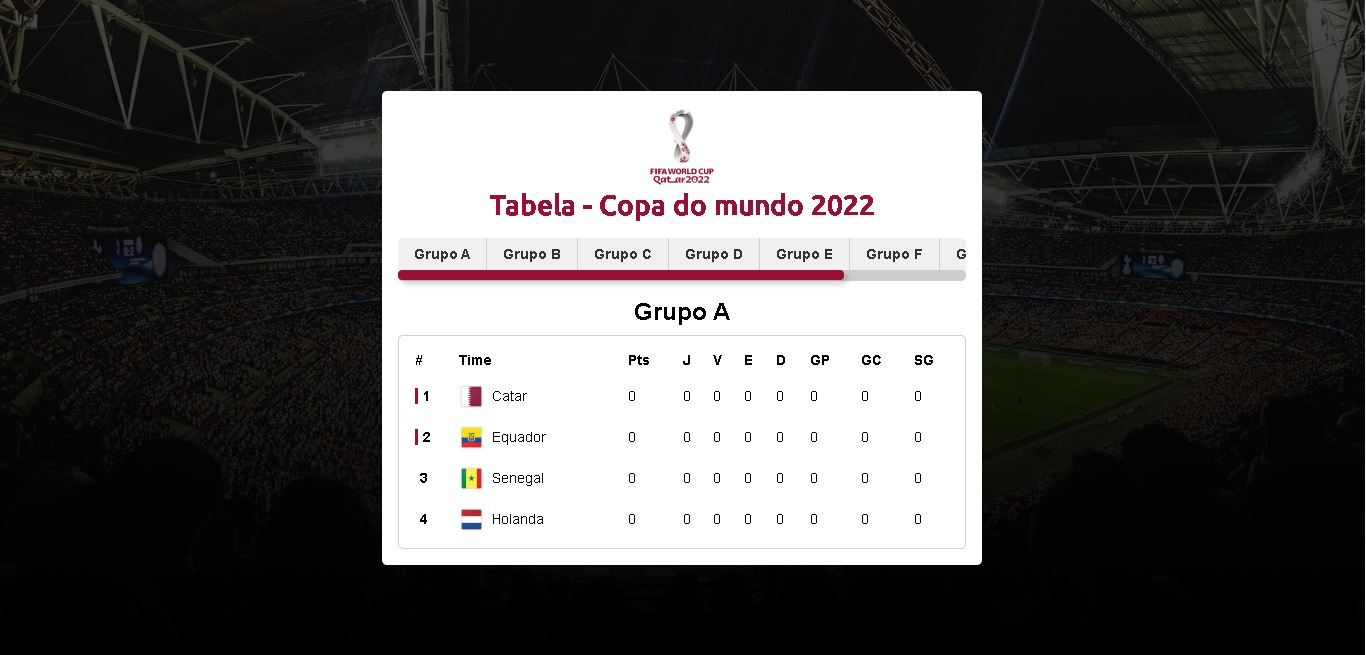 FIFA WORLD CUP
Qatar2022
Tabela - Copa do mundo 2022
Grupo A Grupo B Grupo C Grupo D Grupo E Grupo F G
Grupo A
# Time Pts J V E D GP GC SG
1 Catar 0 0 0 0 0 0 0 0
2 Equador 0 0 0 0 0 0 0 0
3 Senegal 0 0 0 0 0 0 0 0
4 Holanda 0 0 0 0 0 0 0 0